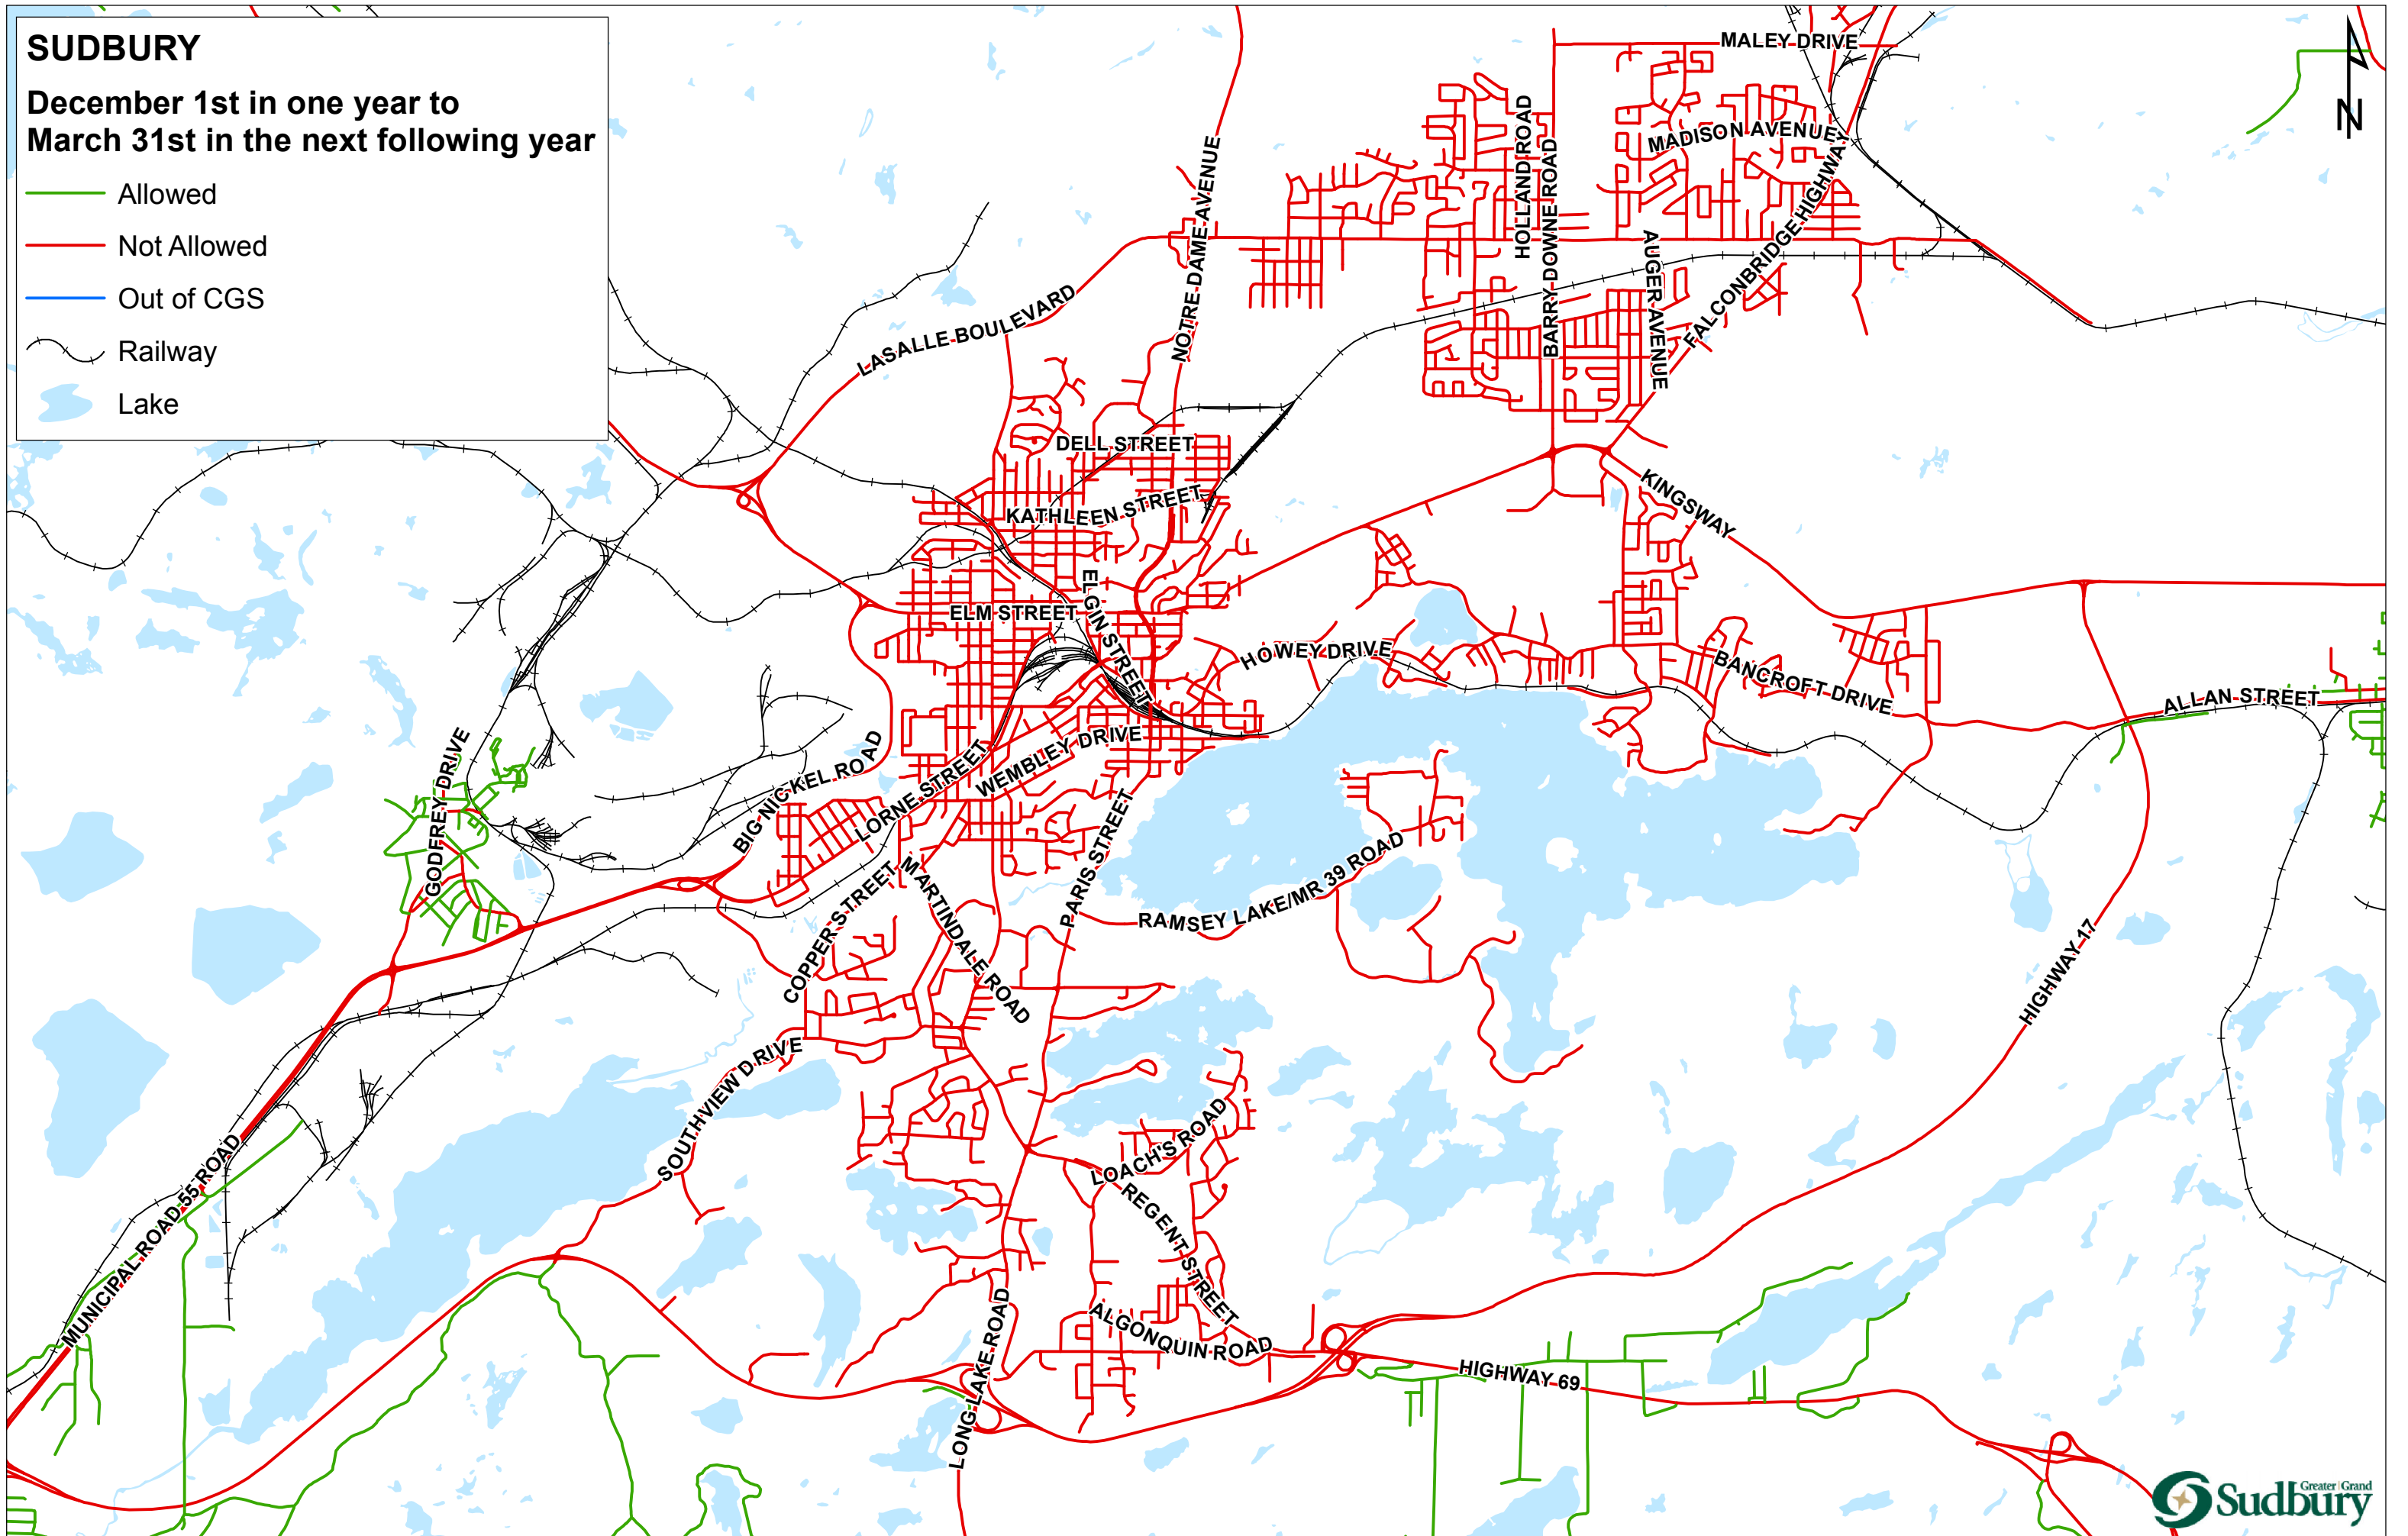 SUDBURY
December 1st in one year to
March 31st in the next following year
Allowed
Not Allowed
Out of CGS
Railway
Lake
N
MALEY DRIVE
MADISON AVENUE
HOLLAND ROAD
BARRY DOWNE ROAD
FALCONBRIDGE HIGHWAY
AUGER AVENUE
NOTRE DAME AVENUE
LASALLE BOULEVARD
DELL STREET
KATHLEEN STREET
KINGSWAY
ELM STREET
ELGIN STREET
HOWEY DRIVE
BANCROFT DRIVE
ALLAN STREET
GODFREY DRIVE
BIG NICKEL ROAD
LORNE STREET
WEMBLEY DRIVE
PARIS STREET
RAMSEY LAKE/MR 39 ROAD
COPPER STREET
MARTINDALE ROAD
HIGHWAY 17
SOUTHVIEW DRIVE
LOACH'S ROAD
REGENT STREET
MUNICIPAL ROAD 55 ROAD
ALGONQUIN ROAD
LONG LAKE ROAD
HIGHWAY 69
Greater Grand
Sudbury